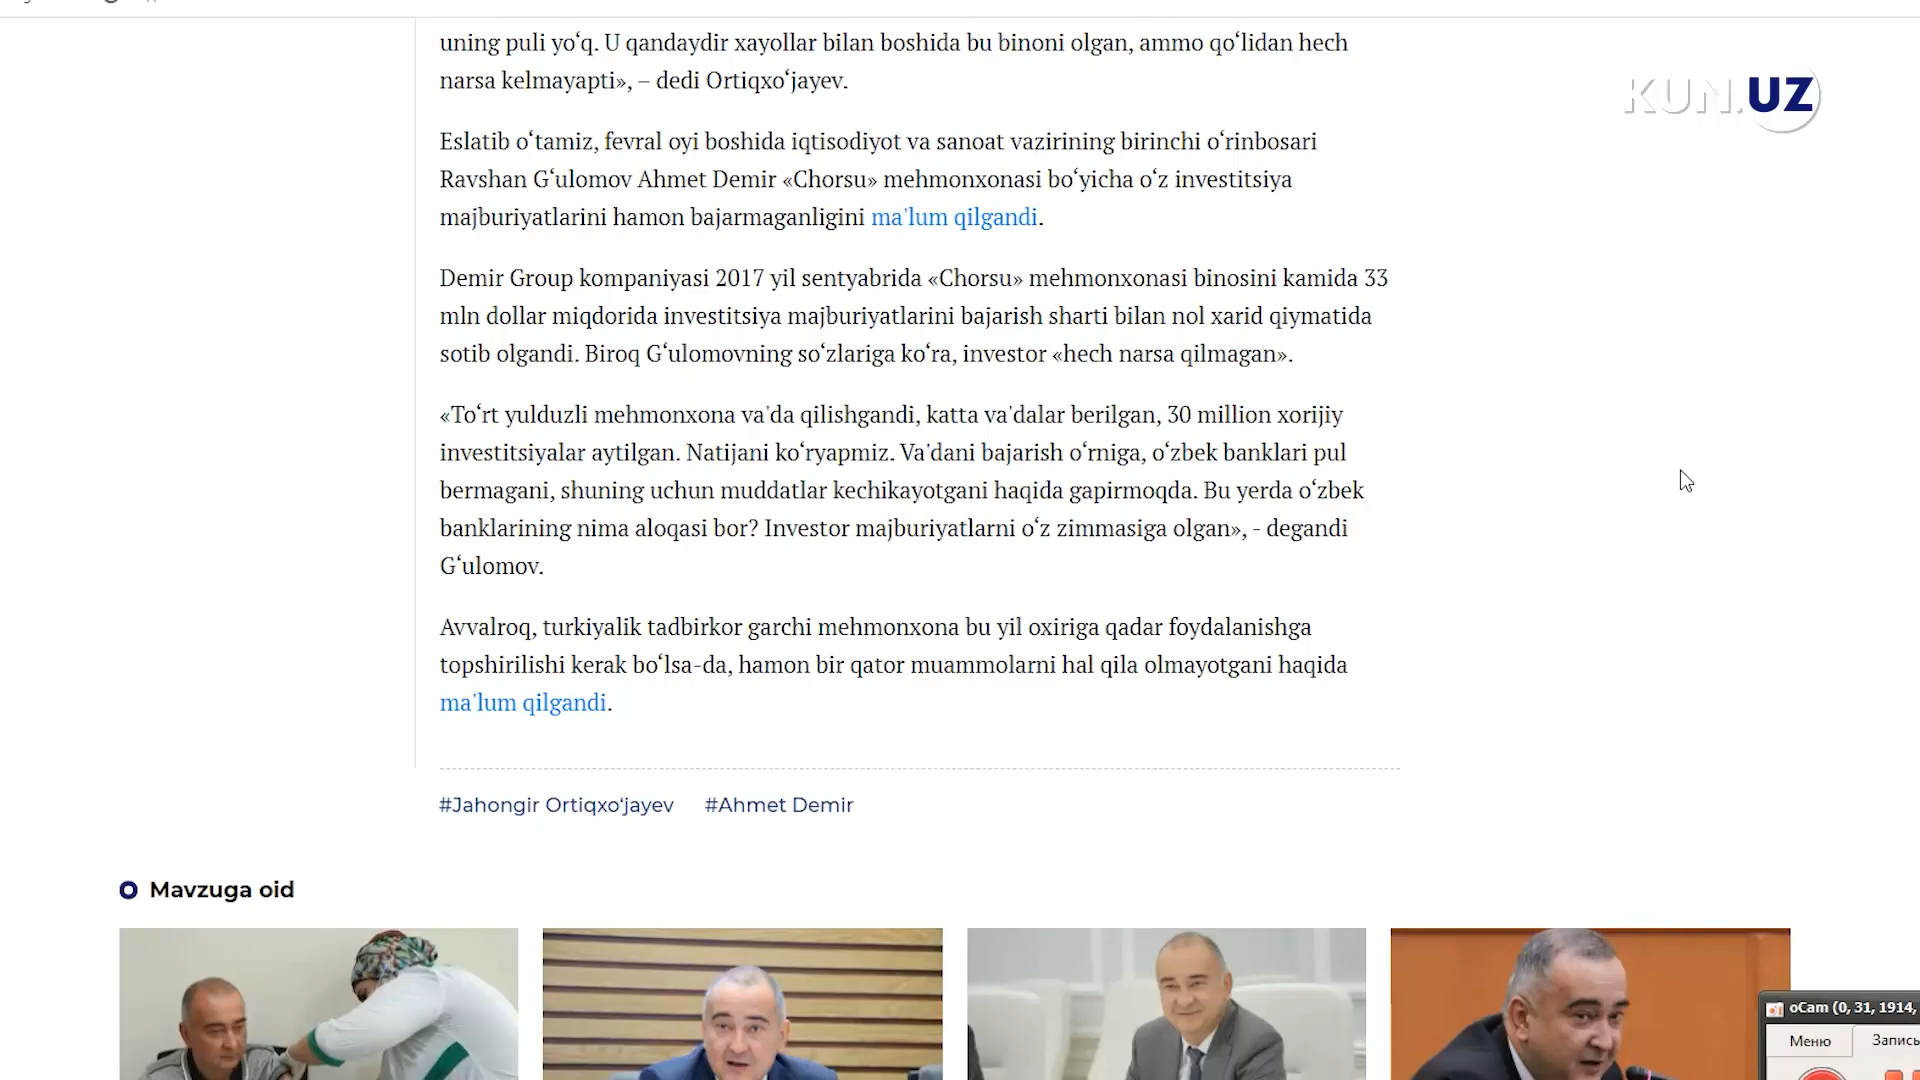 uning puli yo‘q. U qandaydir xayollar bilan boshida bu binoni olgan, ammo qo‘lidan hech
narsa kelmayapti», – dedi Ortiqxo‘jayev.
KUN.UZ
Eslatib o‘tamiz, fevral oyi boshida iqtisodiyot va sanoat vazirining birinchi o‘rinbosari
Ravshan G‘ulomov Ahmet Demir «Chorsu» mehmonxonasi bo‘yicha o‘z investitsiya
majburiyatlarini hamon bajarmaganligini ma'lum qilgandi.
Demir Group kompaniyasi 2017 yil sentyabrida «Chorsu» mehmonxonasi binosini kamida 33
mln dollar miqdorida investitsiya majburiyatlarini bajarish sharti bilan nol xarid qiymatida
sotib olgandi. Biroq G‘ulomovning so‘zlariga ko‘ra, investor «hech narsa qilmagan».
«To‘rt yulduzli mehmonxona va'da qilishgandi, katta va'dalar berilgan, 30 million xorijiy
investitsiyalar aytilgan. Natijani ko‘ryapmiz. Va'dani bajarish o‘rniga, o‘zbek banklari pul
bermagani, shuning uchun muddatlar kechikayotgani haqida gapirmoqda. Bu yerda o‘zbek
banklarining nima aloqasi bor? Investor majburiyatlarni o‘z zimmasiga olgan», - degandi
G‘ulomov.
Avvalroq, turkiyalik tadbirkor garchi mehmonxona bu yil oxiriga qadar foydalanishga
topshirilishi kerak bo‘lsa-da, hamon bir qator muammolarni hal qila olmayotgani haqida
ma'lum qilgandi.
#Jahongir Ortiqxo‘jayev #Ahmet Demir
Mavzuga oid
oCam (0, 31, 1914,
Меню Запись